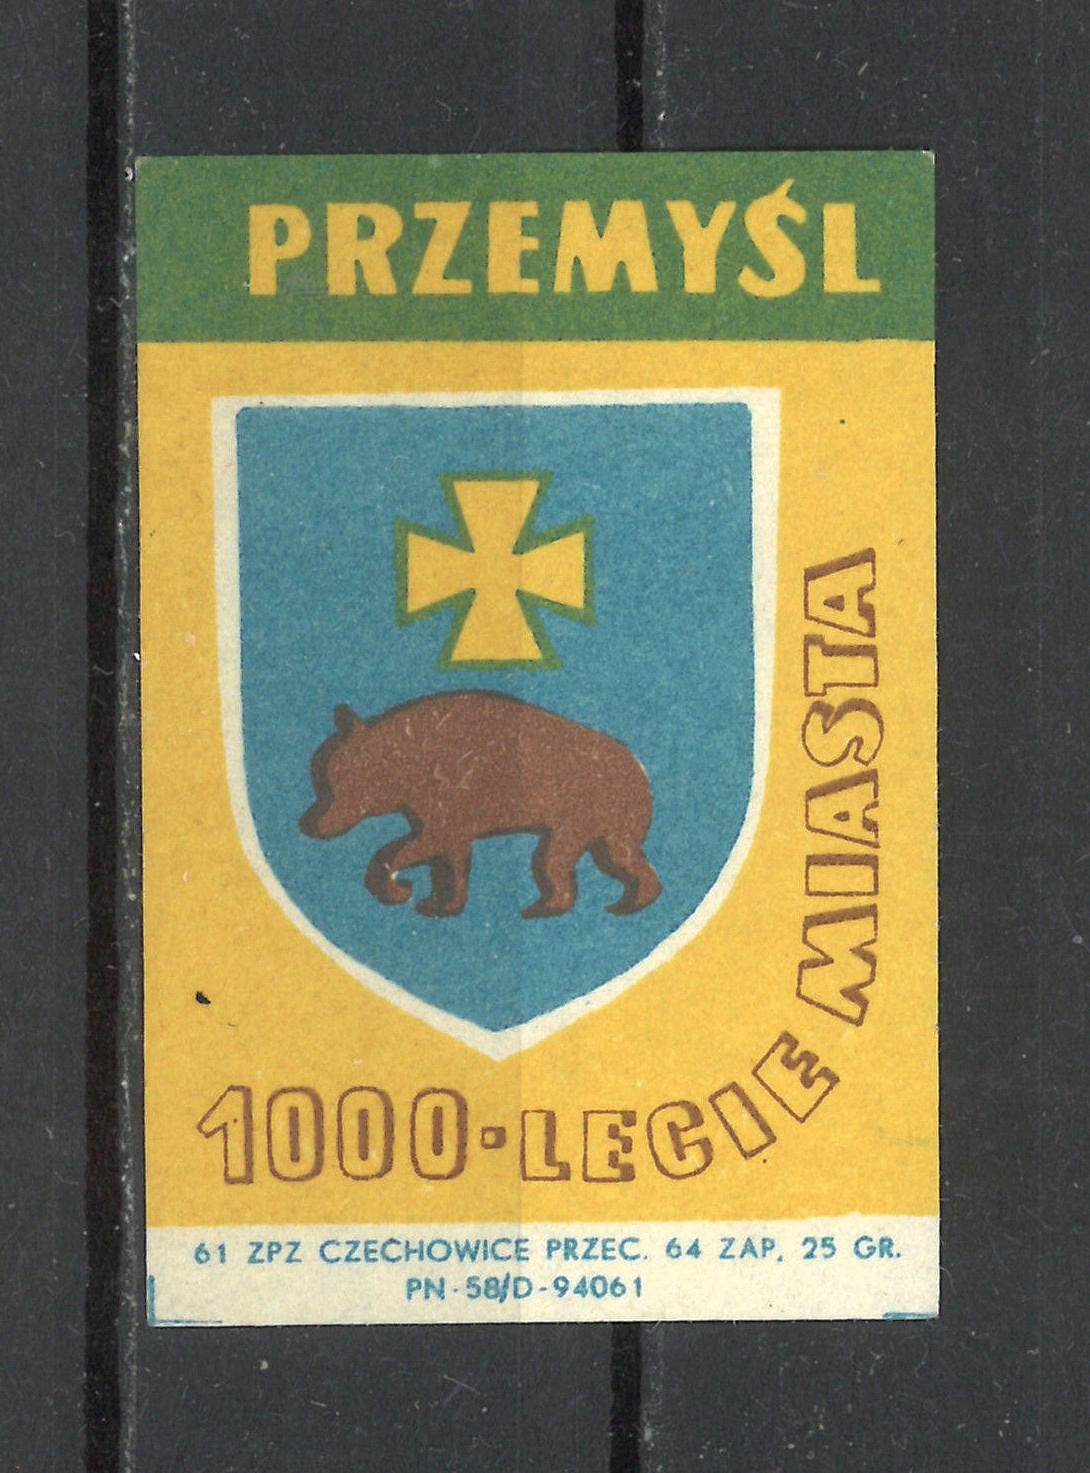 PRZEMYŚL
1000-LECIE MIASTA
61 ZPZ CZECHOWICE PRZEC. 64 ZAP. 25 GR.
PN-58/D-94061